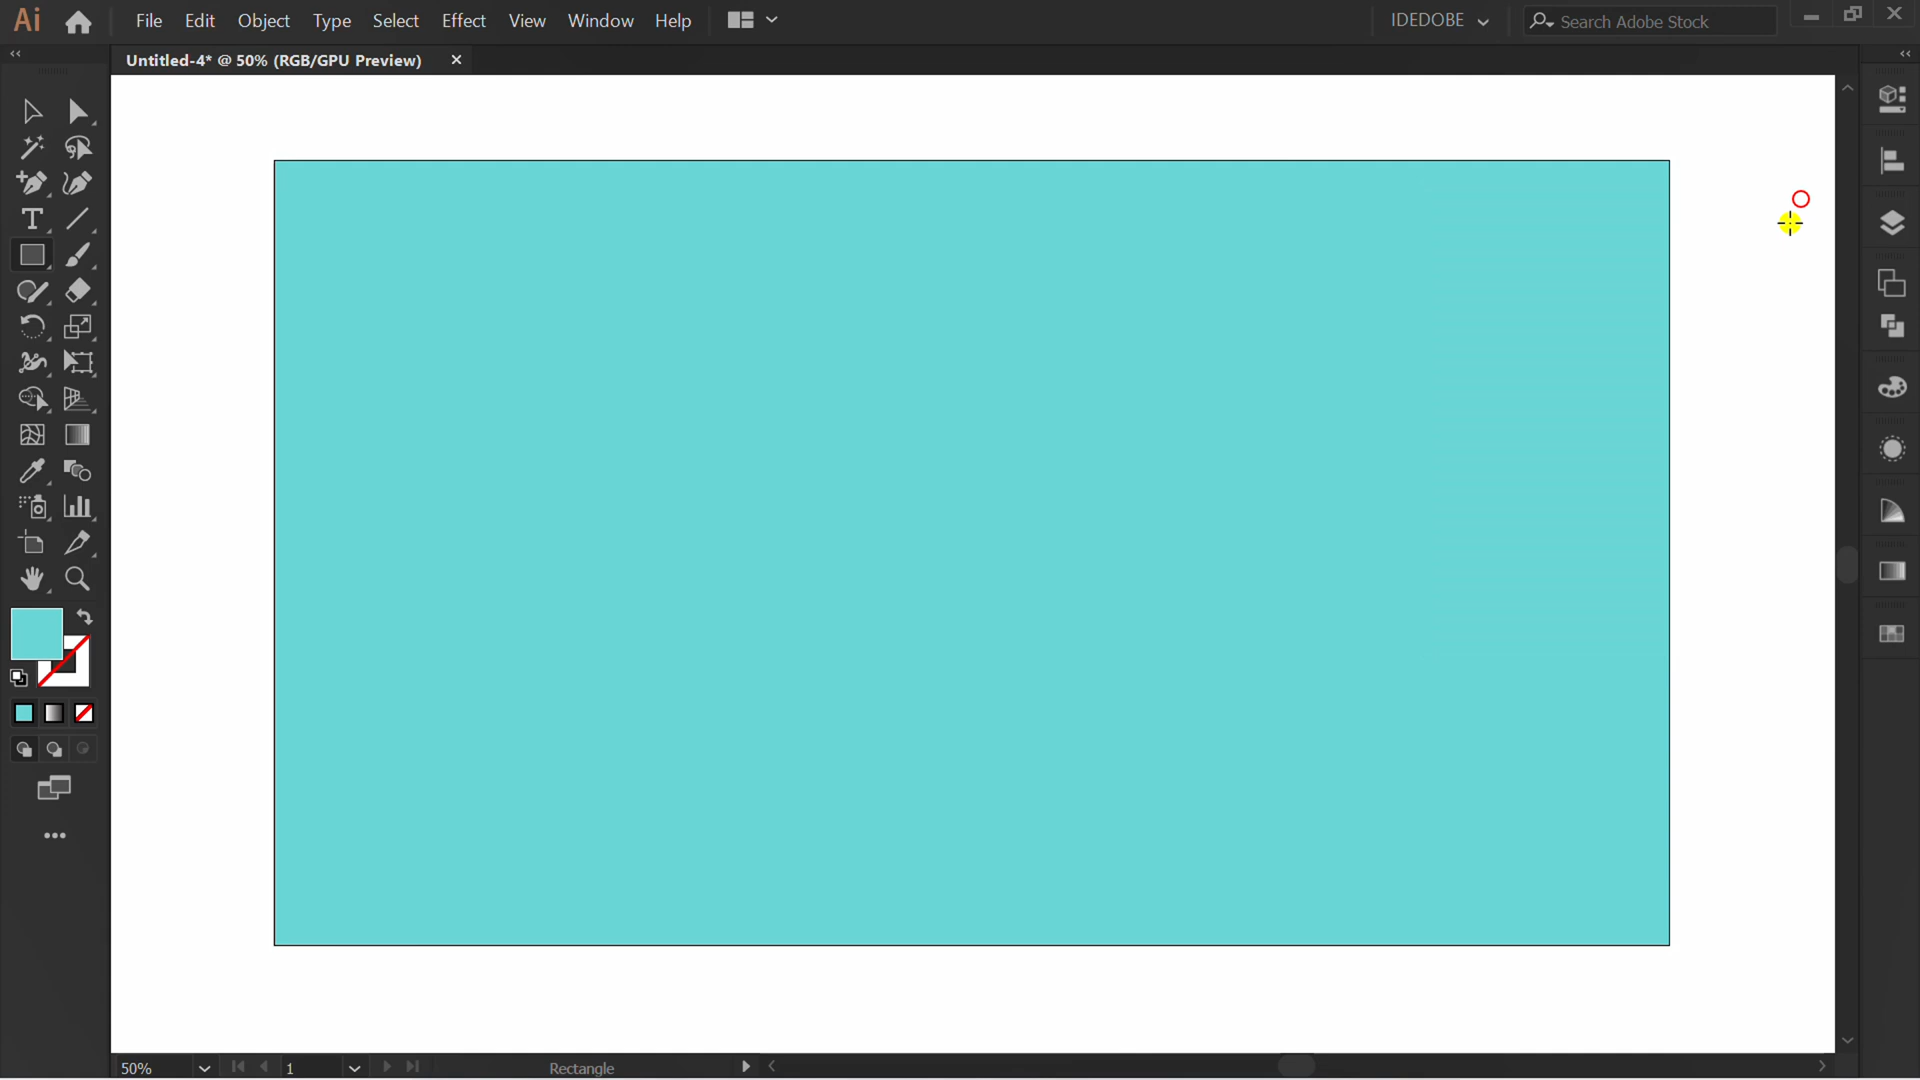 Ai File Edit Object Type Select Effect View Window Help IDEDOBE Search Adobe Stock
Untitled-4* @ 50% (RGB/GPU Preview)
T
50% 1 Rectangle